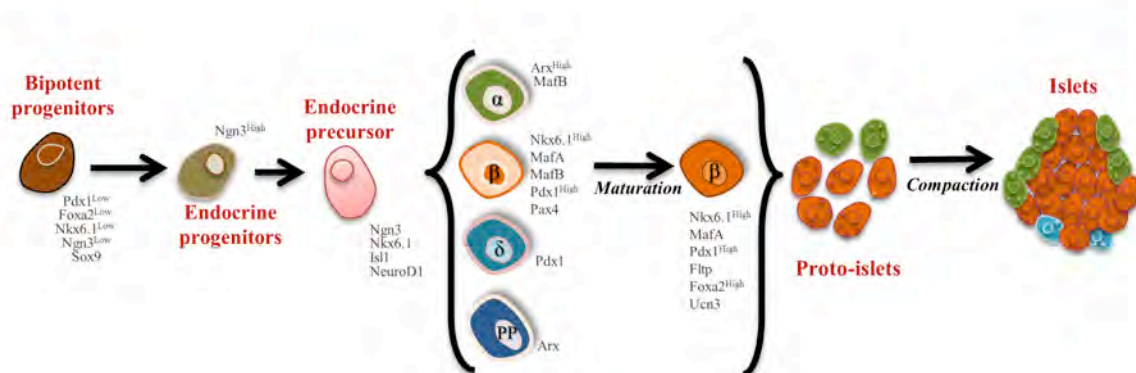 Bipotent
progenitors
Pdx1Low
Foxa2Low
Nkx6.1Low
Ngn3Low
Sox9
Ngn3High
Endocrine
progenitors
Endocrine
precursor
Ngn3
Nkx6.1
Isl1
NeuroD1
α
ArxHigh
MafB
β
Nkx6.1High
MafA
MafB
Pdx1High
Pax4
δ
Pdx1
PP
Arx
Maturation
β
Nkx6.1High
MafA
Pdx1High
Fltp
Foxa2High
Ucn3
Proto-islets
Compaction
Islets